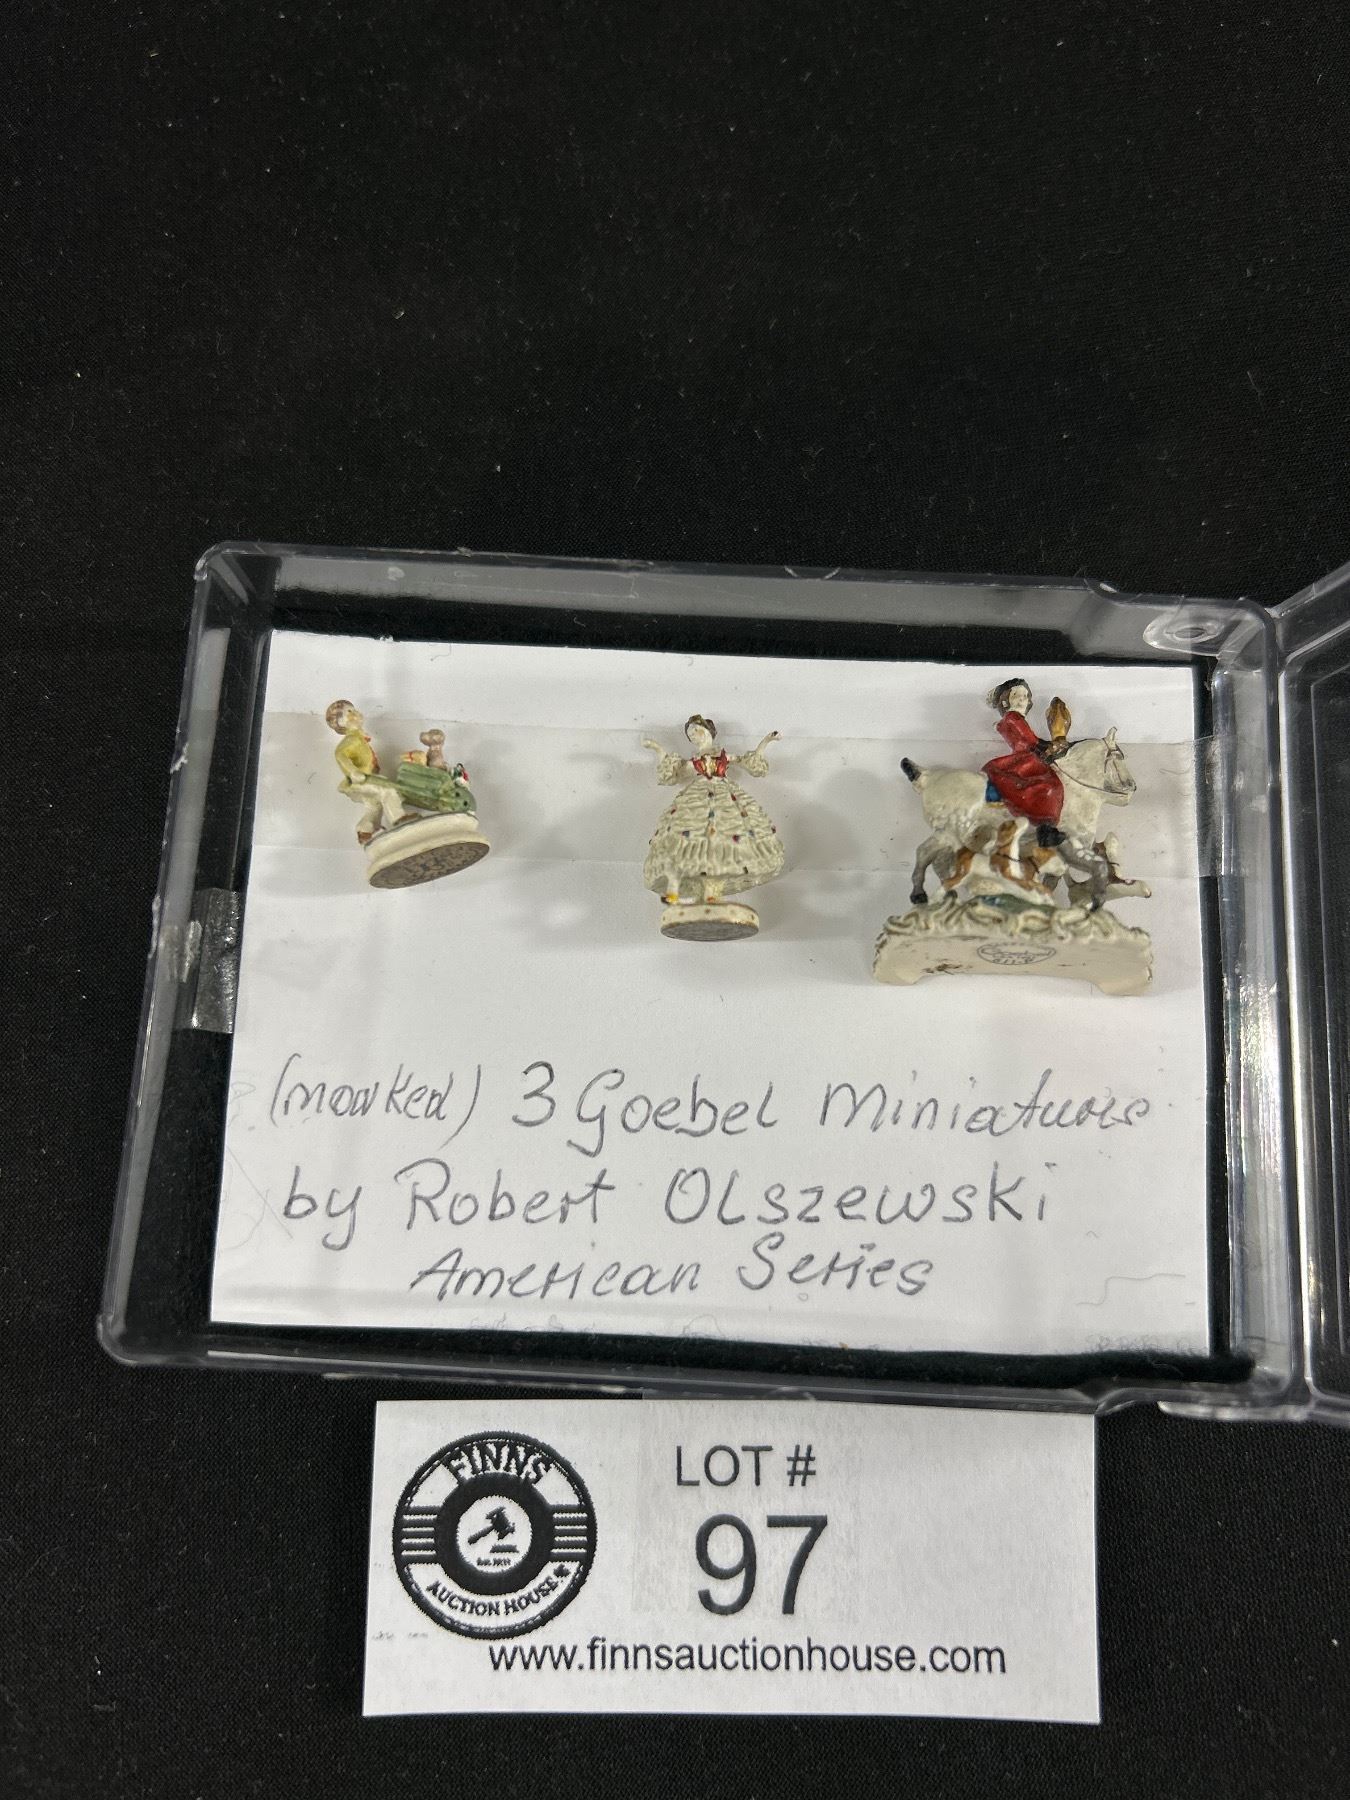 (marked) 3 Goebel Miniatures
by Robert Olszewski
American Series
FINNS
AUCTION HOUSE
LOT #
97
www.finnsauctionhouse.com